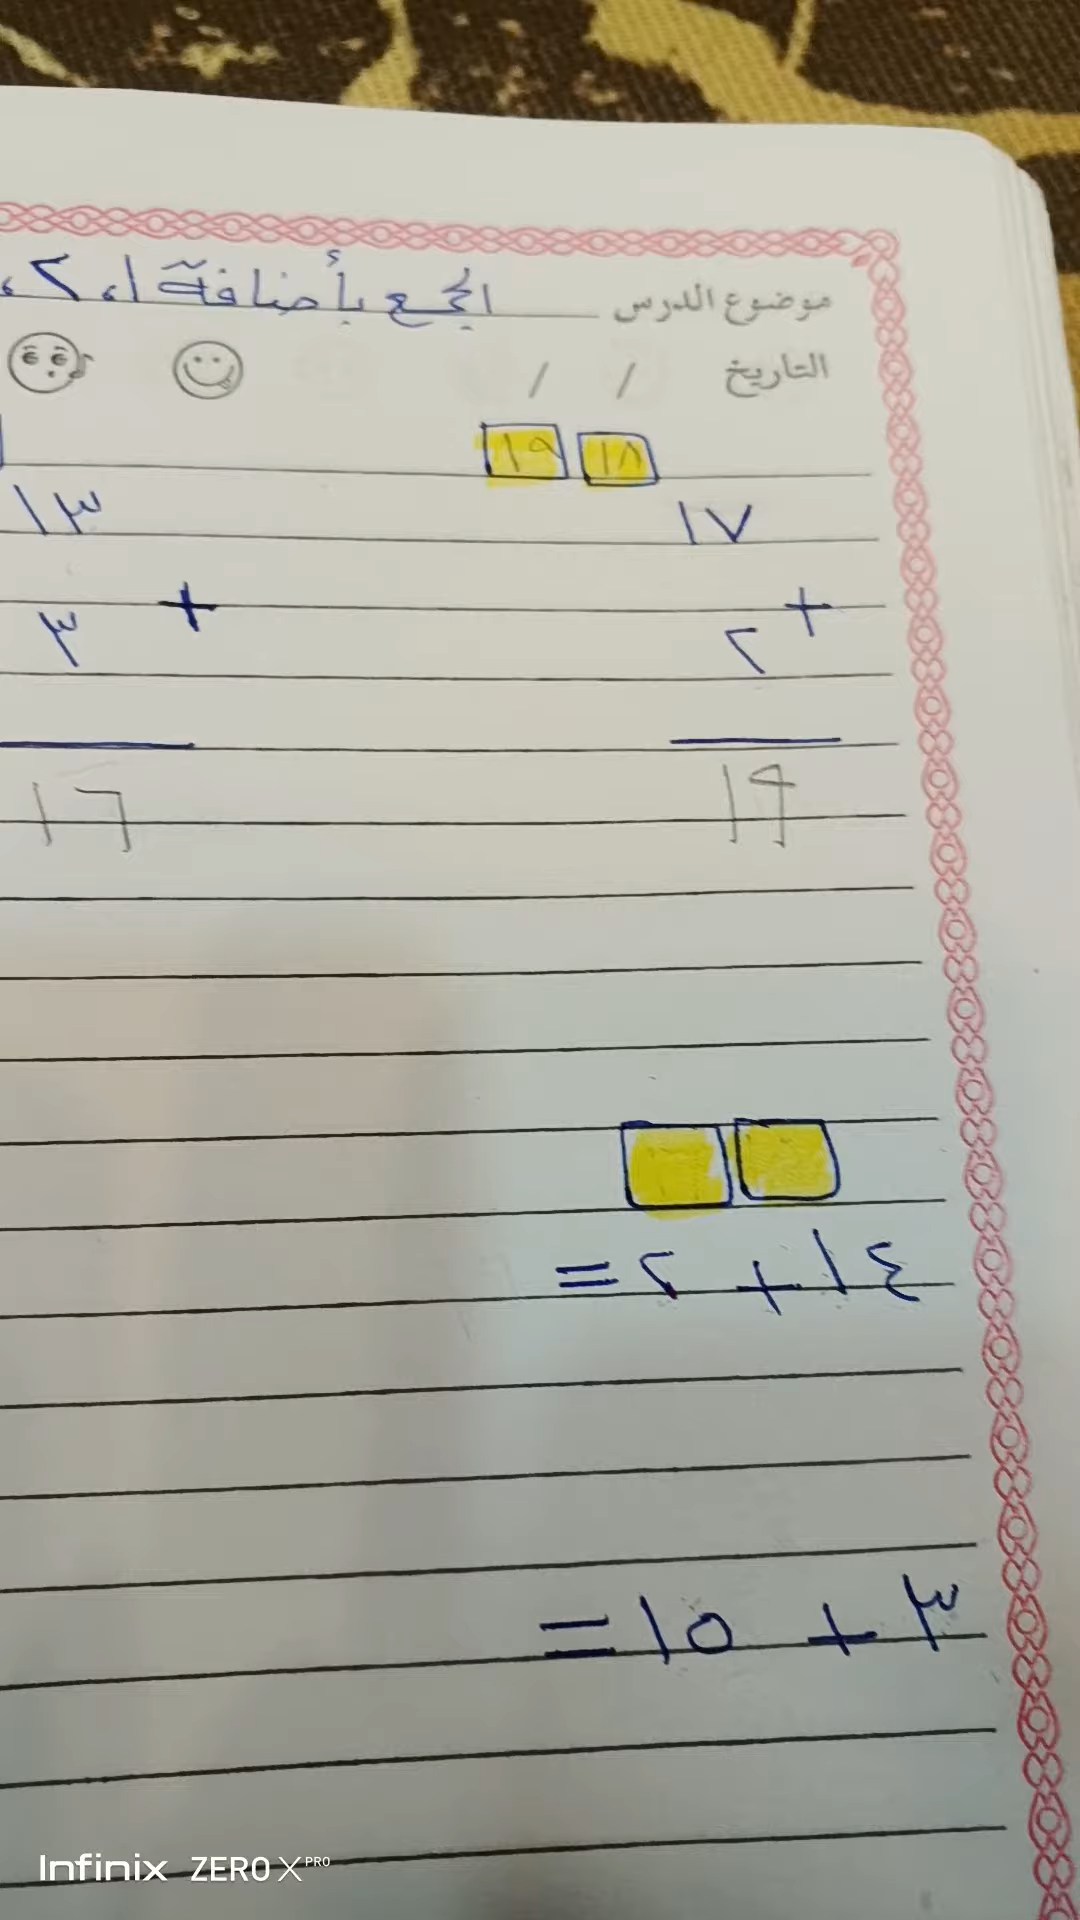 موضوع الدرس الجمع بأضافة ١، ٢،
التاريخ / /
١٨ ١٩
١٧ ١٣
+ ٢ + ٣
١٩ ١٦
١٤ + ٢ =
٣ + ١٥ =
Infinix ZERO X PRO